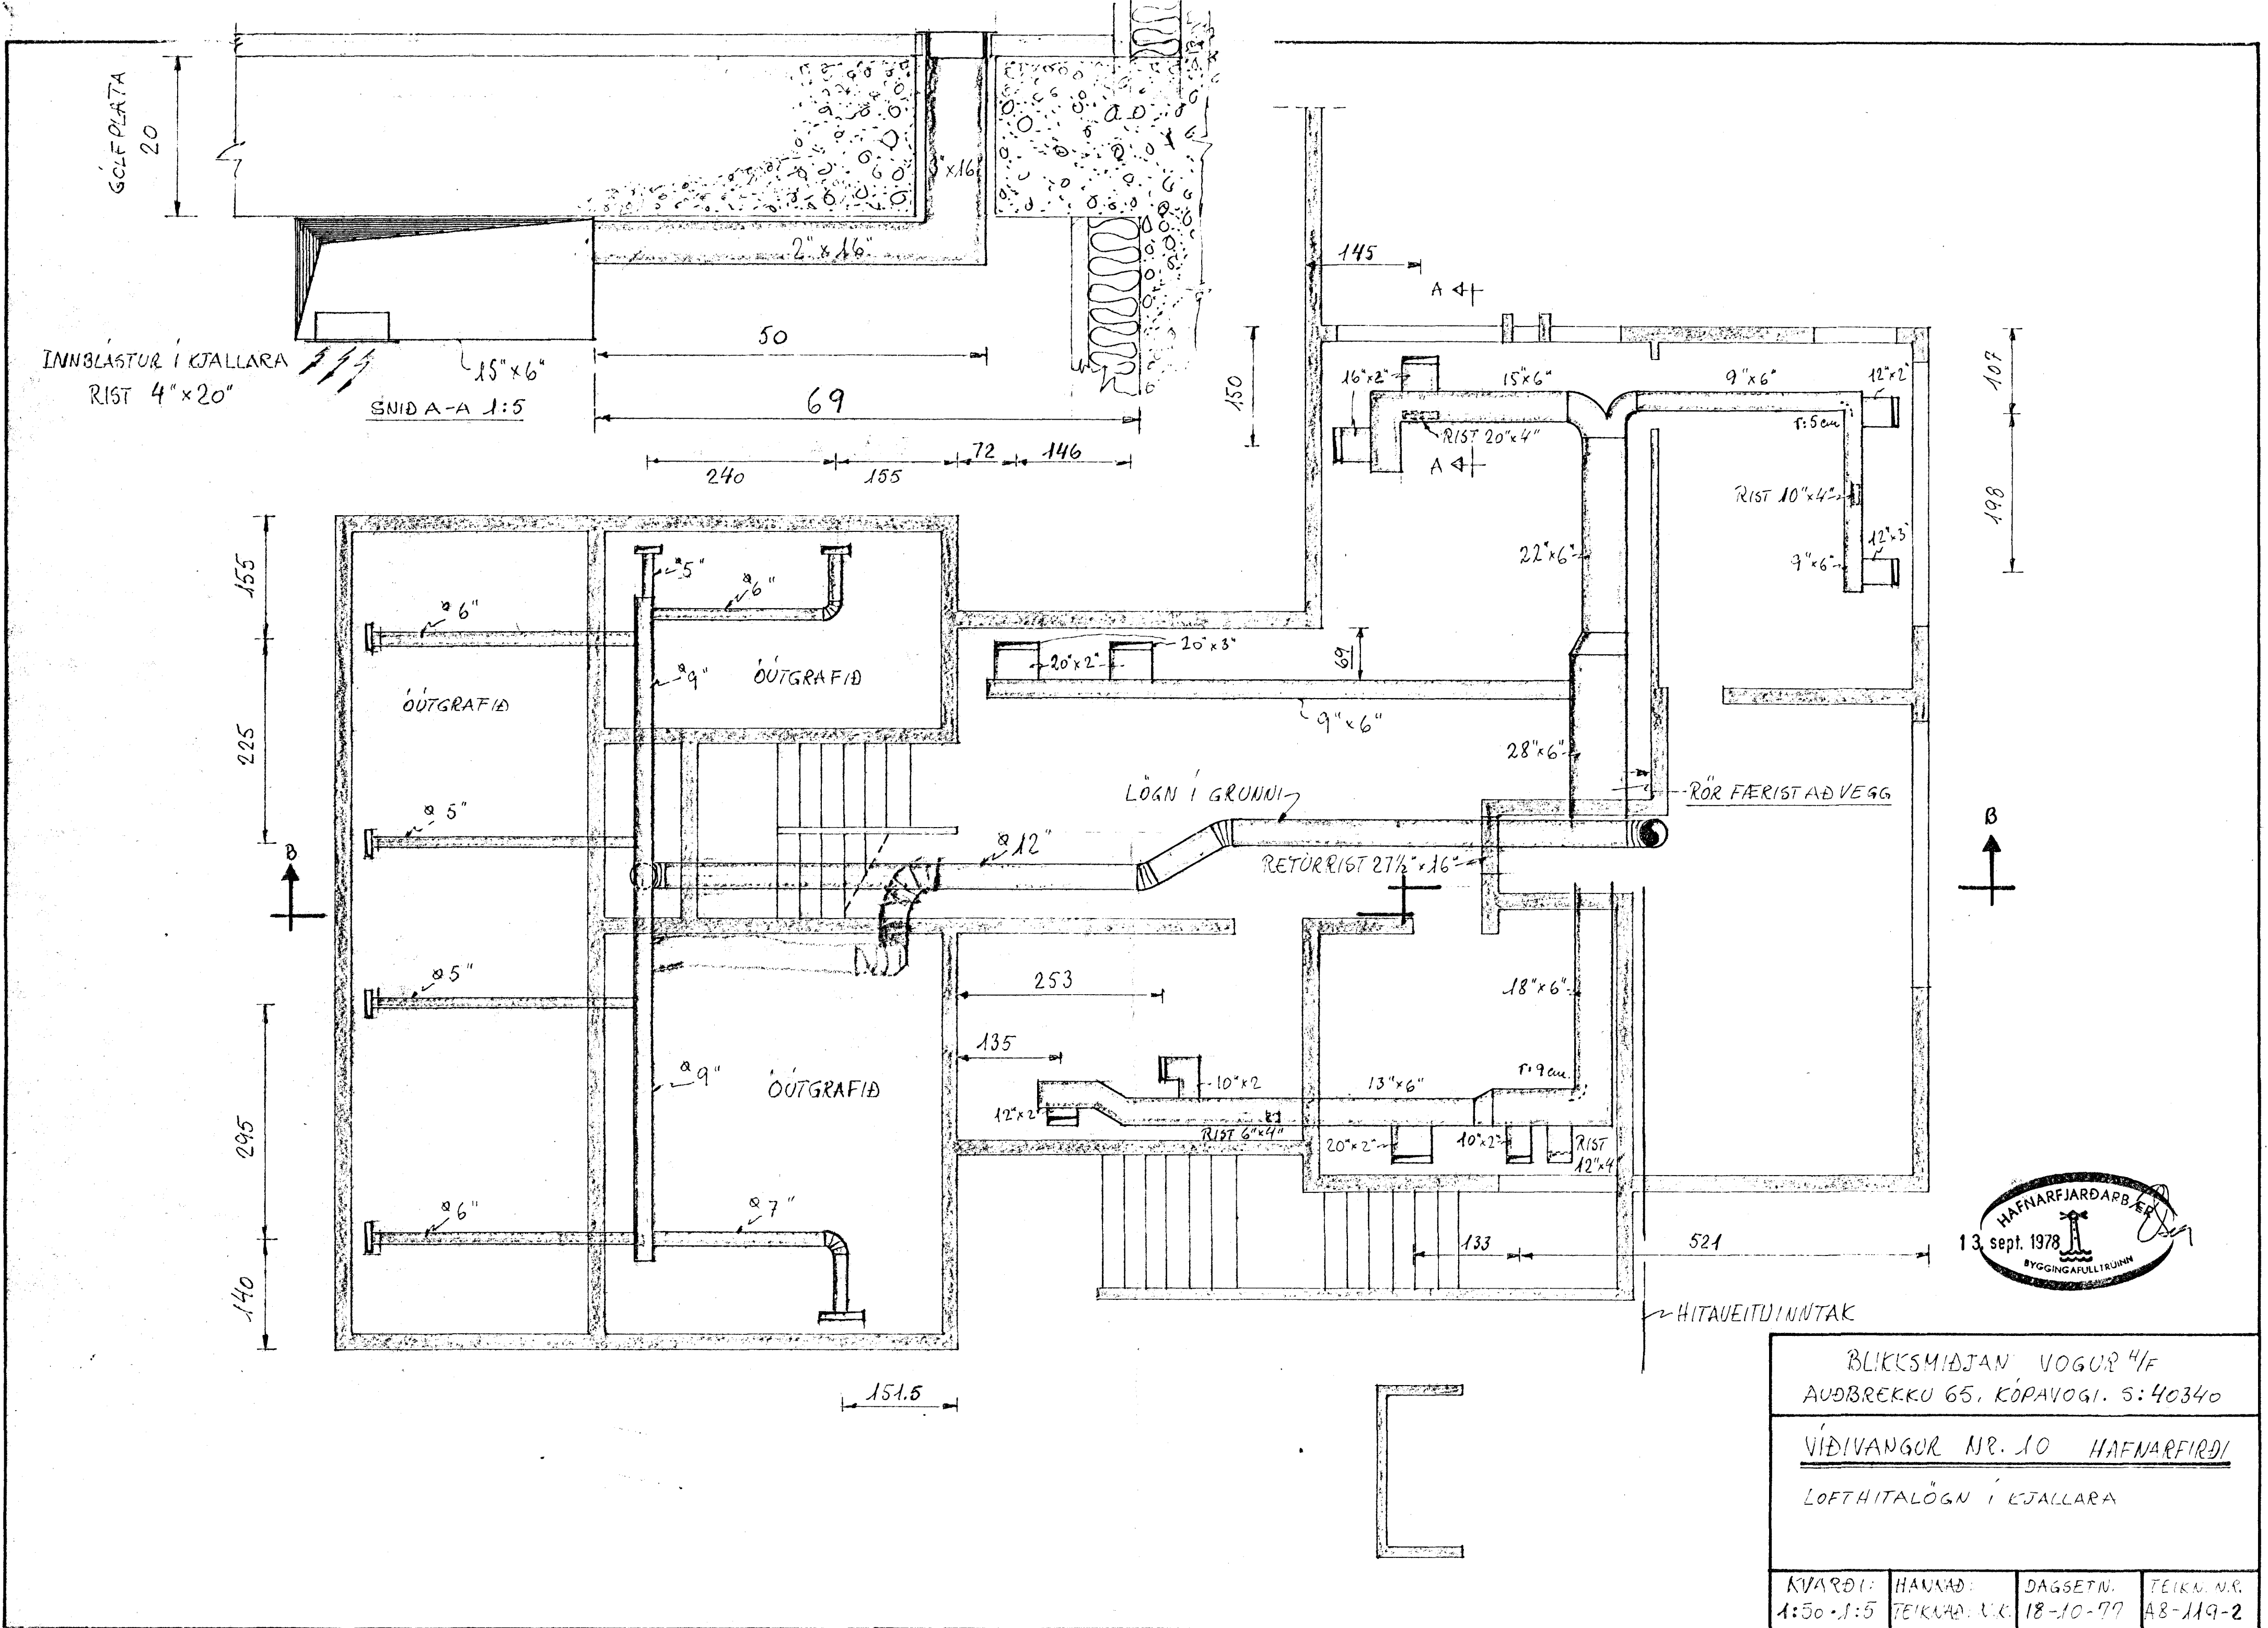 GÓLFPLATA
20
3"x16
2"x16"
INNBLÁSTUR Í KJALLARA
RIST 4"x20"
15"x6"
SNIÐ A-A 1:5
50
69
240
155
72
146
145
A
150
16"x2"
15"x6"
9"x6"
12"x2"
107
RIST 20"x4"
A
r:5cm
RIST 10"x4"
198
22"x6"
12"x3"
9"x6"
155
225
295
140
ø6"
ø5"
ø6"
ø9"
ÓÚTGRAFIÐ
ÓÚTGRAFIÐ
20"x2"
20"x3"
69
9"x6"
28"x6"
LÖGN Í GRUNNI
RÖR FÆRIST AÐ VEGG
ø5"
B
ø12"
RETÚRRIST 27½"x16"
B
ø5"
253
18"x6"
135
ø9"
ÓÚTGRAFIÐ
10"x2
13"x6"
r:9cm.
12"x2"
RIST 6"x4"
20"x2"
10"x2"
RIST
12"x4"
ø6"
ø7"
133
521
151.5
HITAVEITUINNTAK
HAFNARFJARÐARBÆR
13. sept. 1978
BYGGINGAFULLTRÚINN
BLIKKSMIÐJAN VOGUR H/F
AUÐBREKKU 65. KÓPAVOGI. S: 40340
VÍÐIVANGUR NR. 10 HAFNARFIRÐI
LOFTHITALÖGN Í KJALLARA
KVARÐI:
1:50 - 1:5
HANNAÐ:
TEIKNAÐ: N.K.
DAGSETN.
18-10-77
TEIKN. NR.
A8-119-2